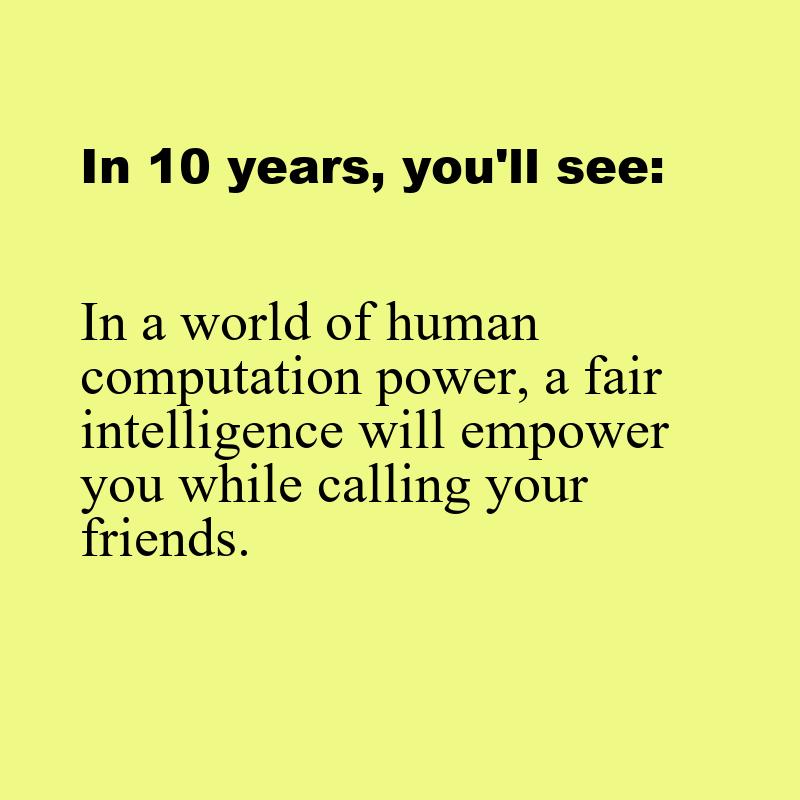 In 10 years, you'll see:
In a world of human
computation power, a fair
intelligence will empower
you while calling your
friends.